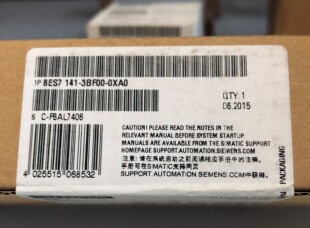 1P 6ES7 141-3BF00-0XA0
QTY: 1
06.2015
S C-F6AL7406
CAUTION: PLEASE READ THE NOTES IN THE
RELEVANT MANUAL BEFORE SYSTEM STARTUP
MANUALS ARE AVAILABLE FROM THE SIMATIC SUPPORT
HOMEPAGE SUPPORT.AUTOMATION.SIEMENS.COM
注意: 请在系统启动之前阅读相应手册中的注解,
手册可在SIMATIC支持网页
SUPPORT.AUTOMATION.SIEMENS.COM中获得.
4 025515 068532
PACKAGING